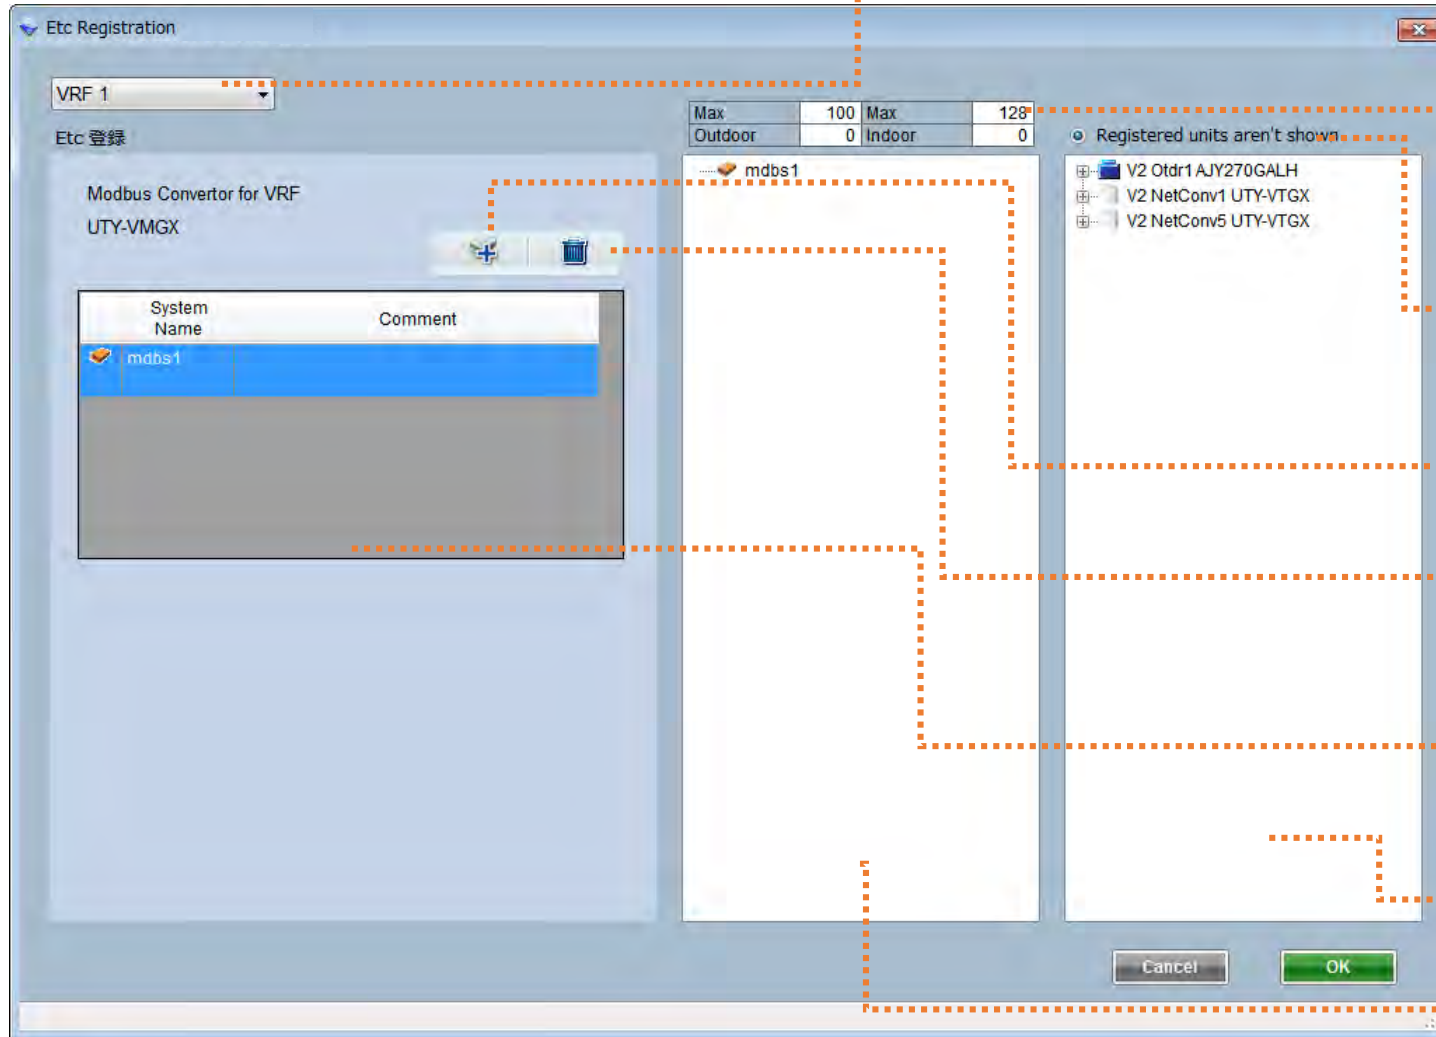 Etc Registration
VRF 1
Etc 登録
Max 100 Max 128
Outdoor 0 Indoor 0
Registered units aren't shown
Modbus Convertor for VRF
UTY-VMGX
System Name Comment
mdbs1
mdbs1
V2 Otdr1 AJY270GALH
V2 NetConv1 UTY-VTGX
V2 NetConv5 UTY-VTGX
Cancel OK